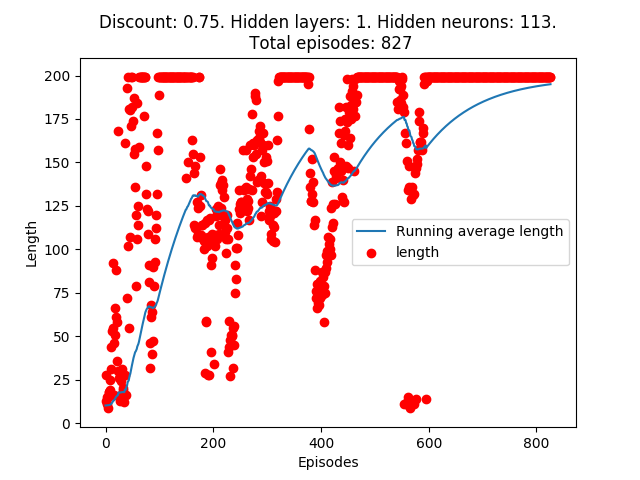 Discount: 0.75. Hidden layers: 1. Hidden neurons: 113.
Total episodes: 827
200
175
150
125
100
75
50
25
0
Length
Running average length
length
0
200
400
600
800
Episodes